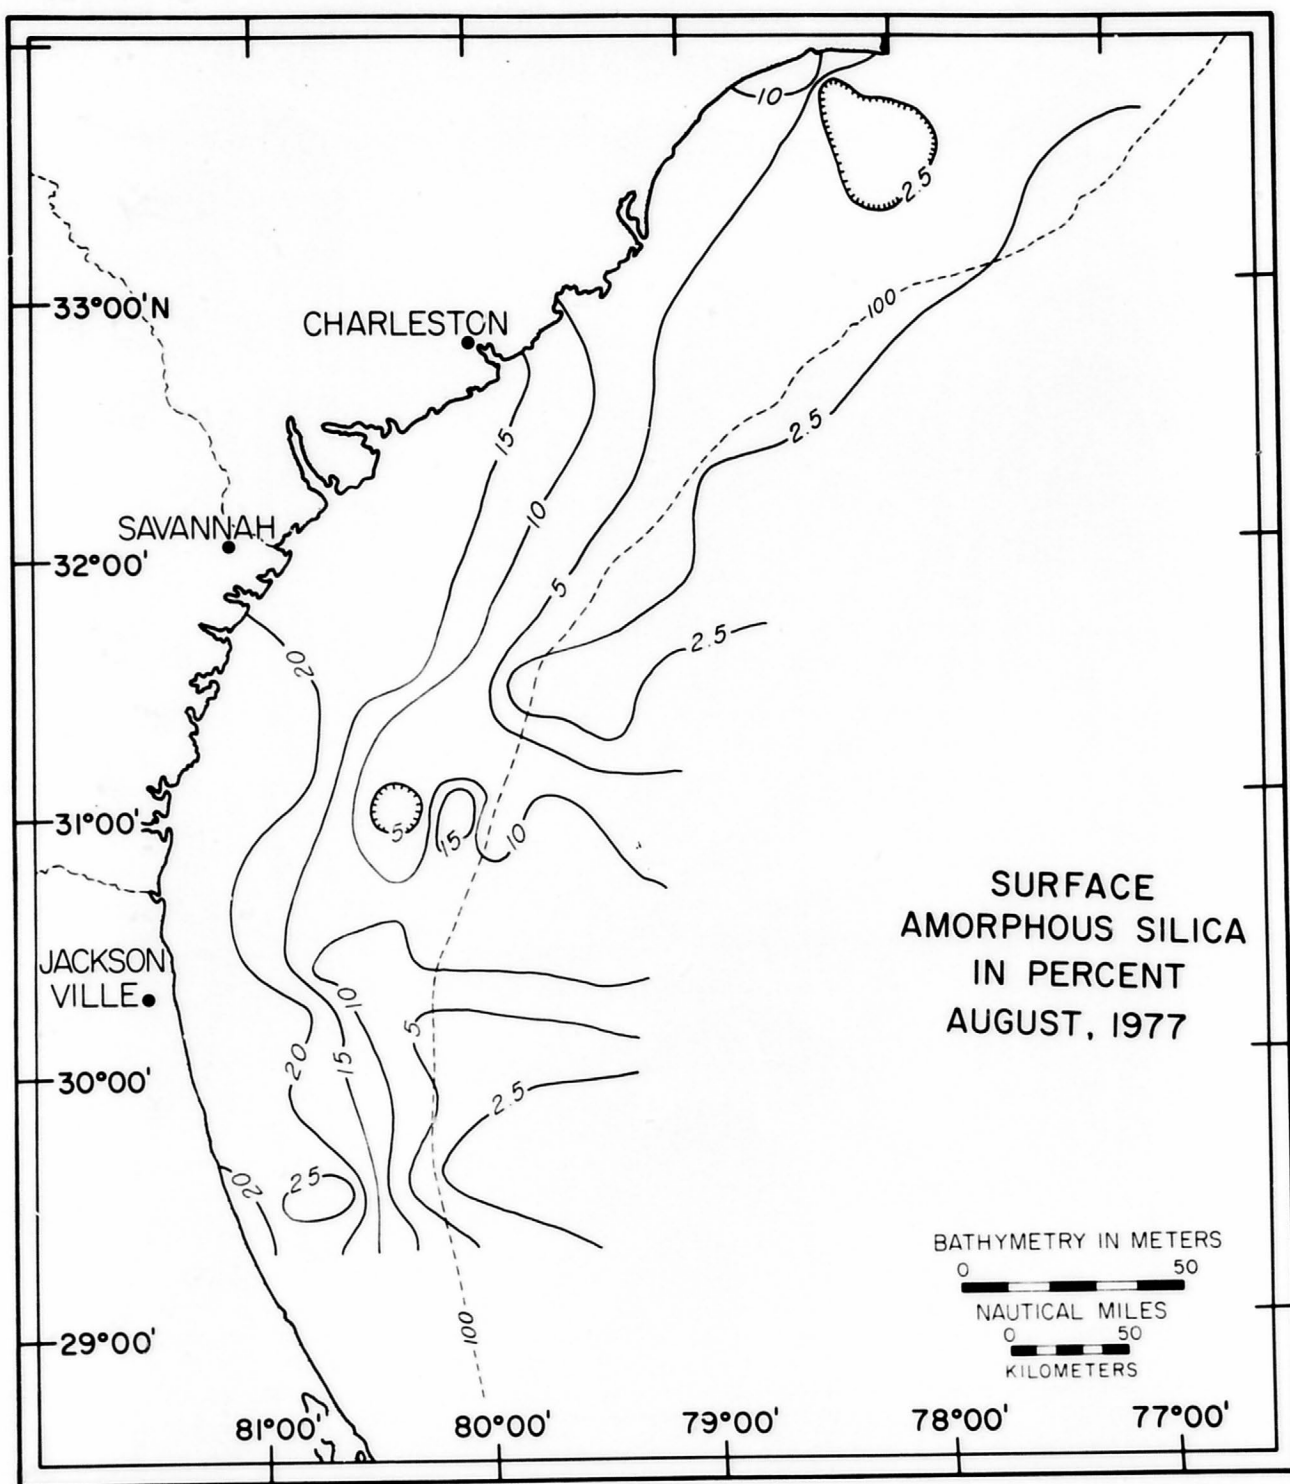 10
2.5
33°00'N
100
CHARLESTON
2.5
15
10
SAVANNAH
32°00'
5
2.5
20
31°00'
5
15
10
SURFACE
AMORPHOUS SILICA
IN PERCENT
AUGUST, 1977
JACKSON
VILLE
10
5
20
15
30°00'
2.5
20
25
BATHYMETRY IN METERS
0 50
NAUTICAL MILES
0 50
KILOMETERS
100
29°00'
81°00' 80°00' 79°00' 78°00' 77°00'